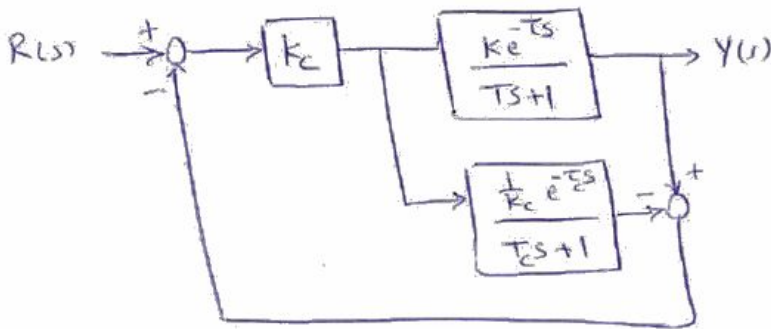 R(s)
+
-
Kc
Ke^-τs
Ts+1
Y(s)
1/Kc e^-τcs
Tcs+1
-
+